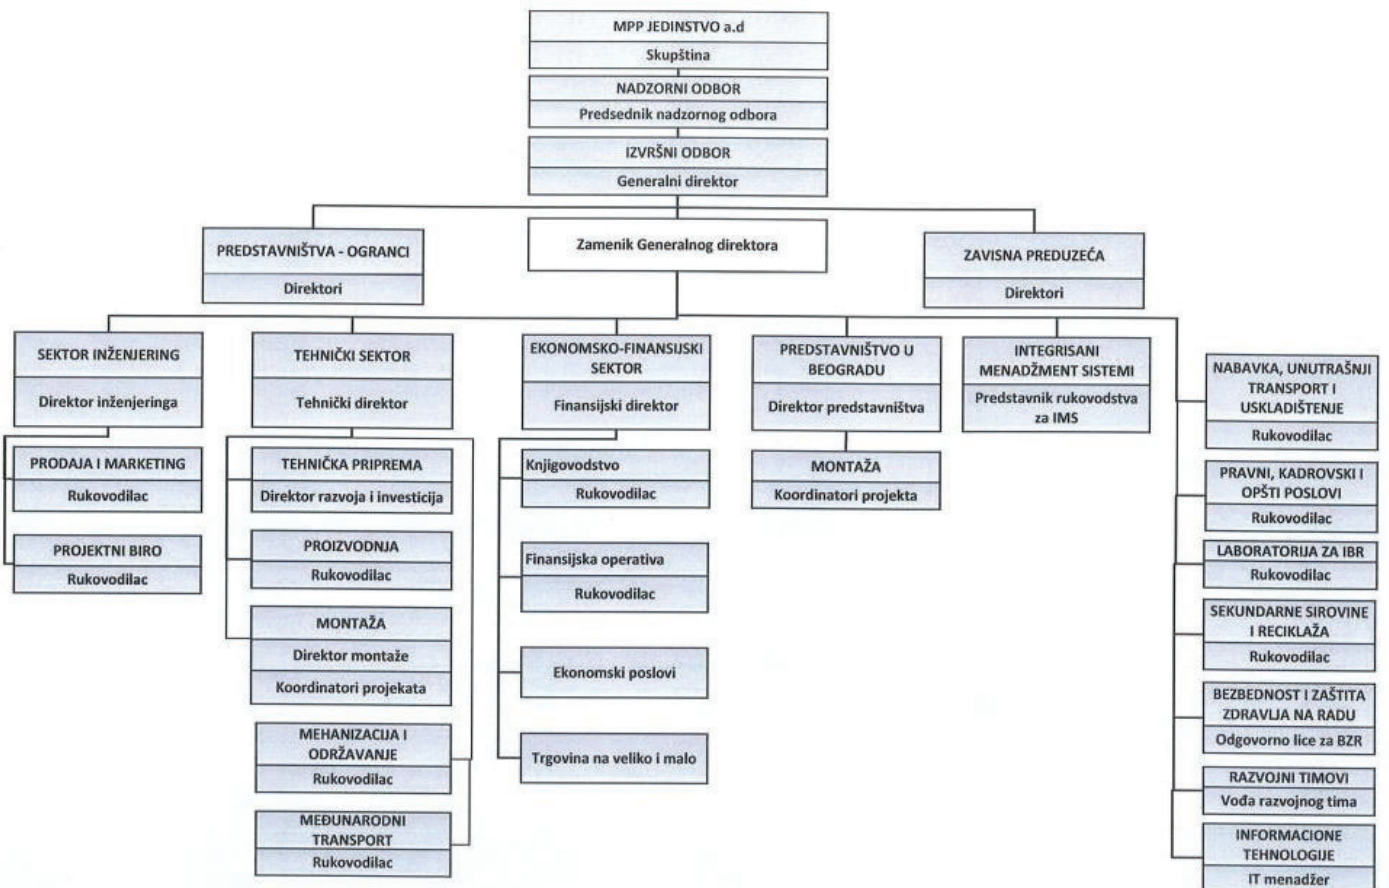 MPP JEDINSTVO a.d
Skupština
NADZORNI ODBOR
Predsednik nadzornog odbora
IZVRŠNI ODBOR
Generalni direktor
PREDSTAVNIŠTVA - OGRANCI
Direktori
Zamenik Generalnog direktora
ZAVISNA PREDUZEĆA
Direktori
SEKTOR INŽENJERING
Direktor inženjeringa
PRODAJA I MARKETING
Rukovodilac
PROJEKTNI BIRO
Rukovodilac
TEHNIČKI SEKTOR
Tehnički direktor
TEHNIČKA PRIPREMA
Direktor razvoja i investicija
PROIZVODNJA
Rukovodilac
MONTAŽA
Direktor montaže
Koordinatori projekata
MEHANIZACIJA I
ODRŽAVANJE
Rukovodilac
MEĐUNARODNI
TRANSPORT
Rukovodilac
EKONOMSKO-FINANSIJSKI
SEKTOR
Finansijski direktor
Knjigovodstvo
Rukovodilac
Finansijska operativa
Rukovodilac
Ekonomski poslovi
Trgovina na veliko i malo
PREDSTAVNIŠTVO U
BEOGRADU
Direktor predstavništva
MONTAŽA
Koordinatori projekta
INTEGRISANI
MENADŽMENT SISTEMI
Predstavnik rukovodstva
za IMS
NABAVKA, UNUTRAŠNJI
TRANSPORT I
USKLADIŠTENJE
Rukovodilac
PRAVNI, KADROVSKI I
OPŠTI POSLOVI
Rukovodilac
LABORATORIJA ZA IBR
Rukovodilac
SEKUNDARNE SIROVINE
I RECIKLAŽA
Rukovodilac
BEZBEDNOST I ZAŠTITA
ZDRAVLJA NA RADU
Odgovorno lice za BZR
RAZVOJNI TIMOVI
Vođa razvojnog tima
INFORMACIONE
TEHNOLOGIJE
IT menadžer